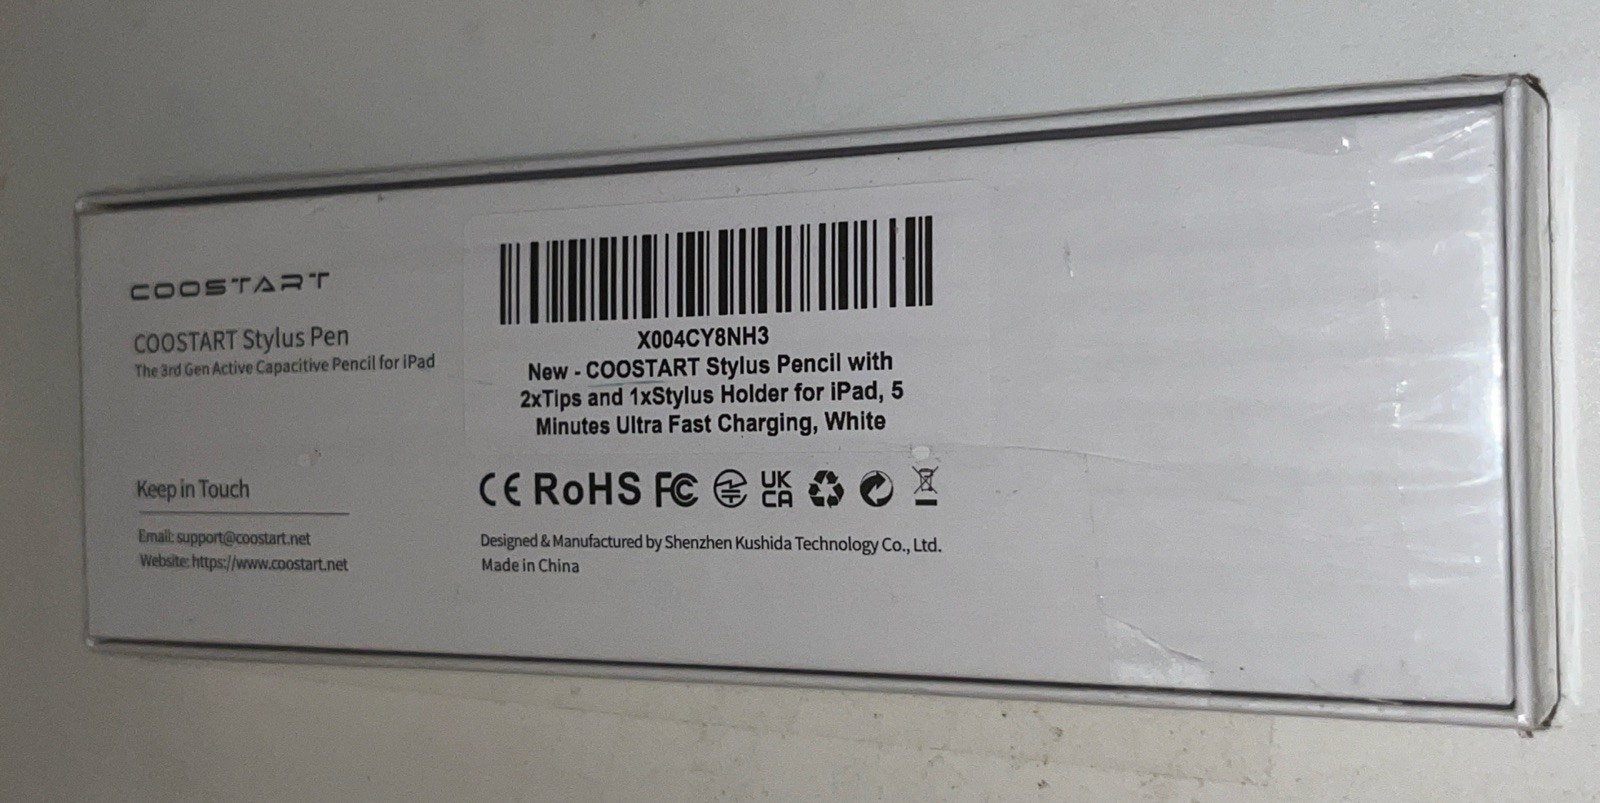 COOSTART
COOSTART Stylus Pen
The 3rd Gen Active Capacitive Pencil for iPad
Keep in Touch
Email: support@coostart.net
Website: https://www.coostart.net
X004CY8NH3
New - COOSTART Stylus Pencil with
2xTips and 1xStylus Holder for iPad, 5
Minutes Ultra Fast Charging, White
CE RoHS FC UK
CA
Designed & Manufactured by Shenzhen Kushida Technology Co., Ltd.
Made in China